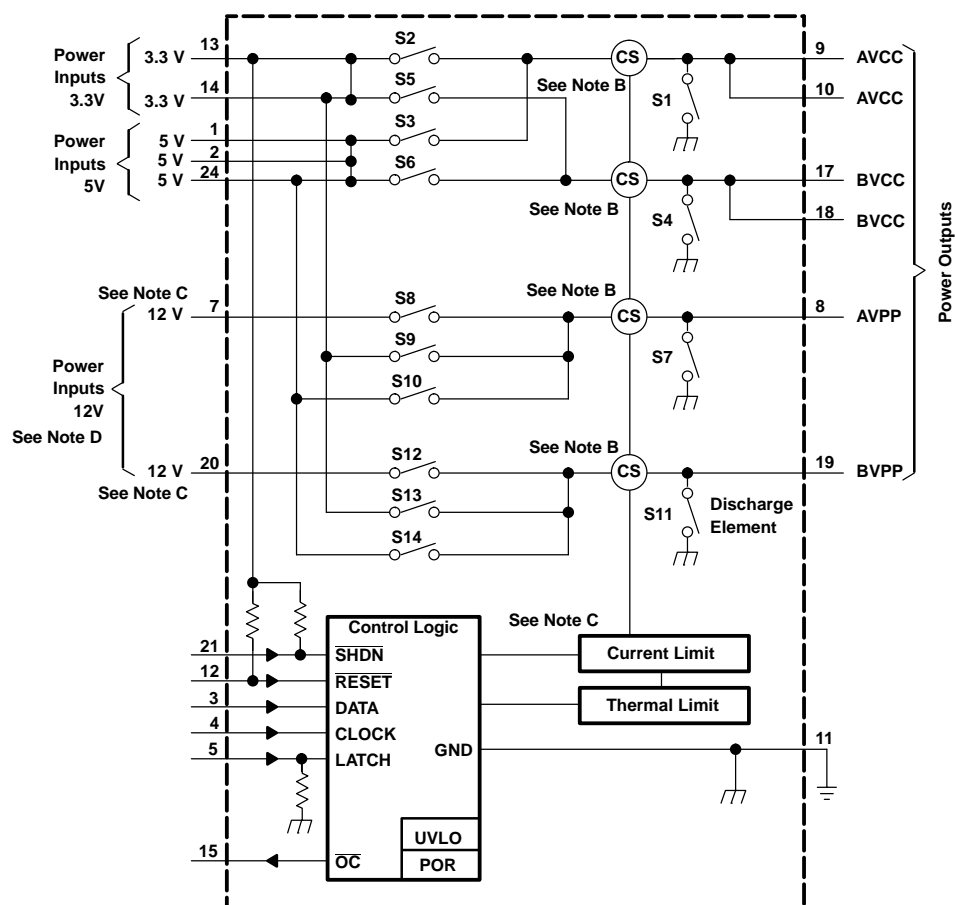 Power
Inputs
3.3V
3.3 V
13
3.3 V
14
Power
Inputs
5V
5 V
1
5 V
2
5 V
24
S2
S5
S3
S6
CS
See Note B
S1
9
AVCC
10
AVCC
CS
See Note B
S4
17
BVCC
18
BVCC
Power Outputs
See Note C
12 V
7
Power
Inputs
12V
See Note D
12 V
20
See Note C
S8
S9
S10
See Note B
CS
S7
8
AVPP
S12
S13
S14
See Note B
CS
S11
Discharge
Element
19
BVPP
Control Logic
See Note C
Current Limit
Thermal Limit
21
SHDN
12
RESET
3
DATA
4
CLOCK
5
LATCH
GND
11
UVLO
POR
15
OC